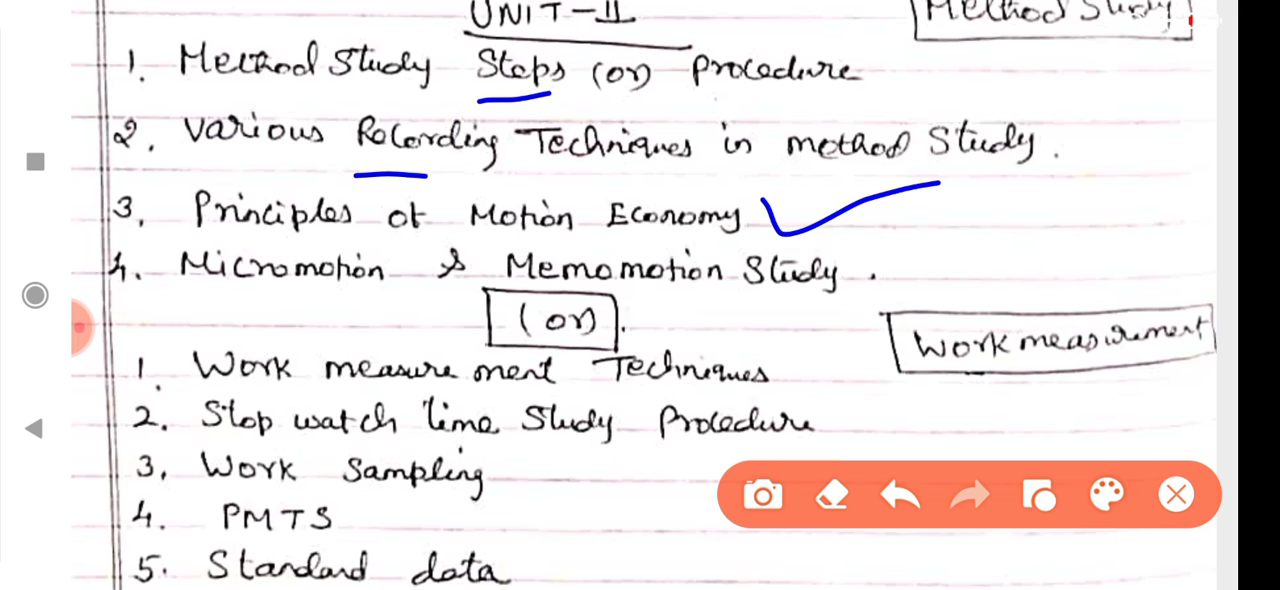 UNIT-II
Method Study
1. Method Study Steps (or) Procedure
2. Various Recording Techniques in method Study.
3. Principles of Motion Economy
4. Micromotion & Memomotion Study.
(or).
Work measurement
1. Work measurement Techniques
2. Stop watch time Study Procedure
3. Work Sampling
4. PMTS
5. Standard data